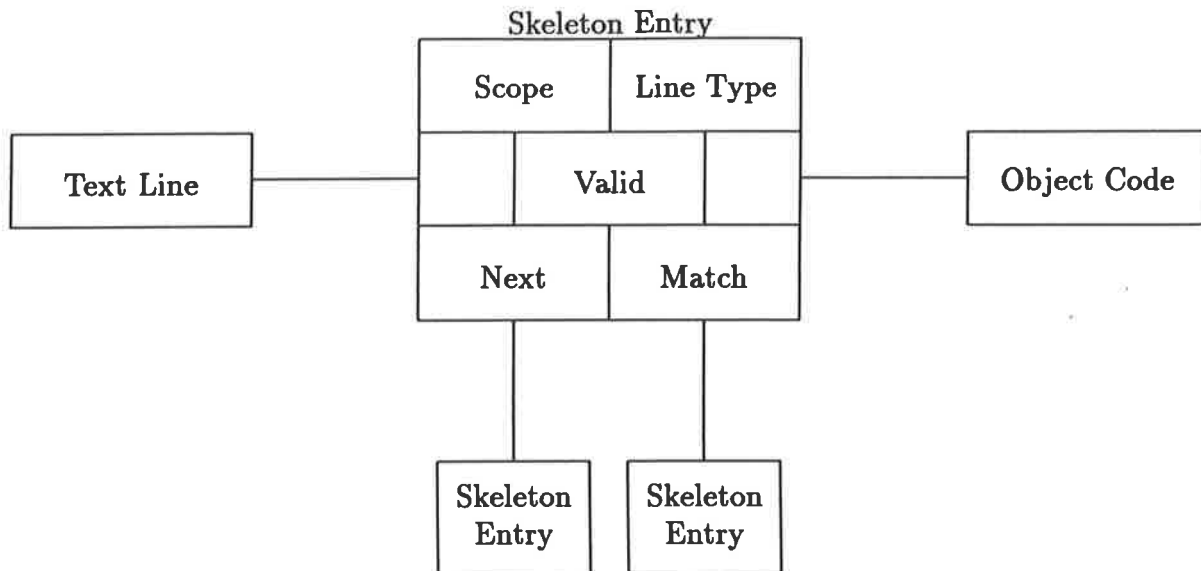 Skeleton Entry
Scope
Line Type
Text Line
Valid
Object Code
Next
Match
Skeleton
Entry
Skeleton
Entry